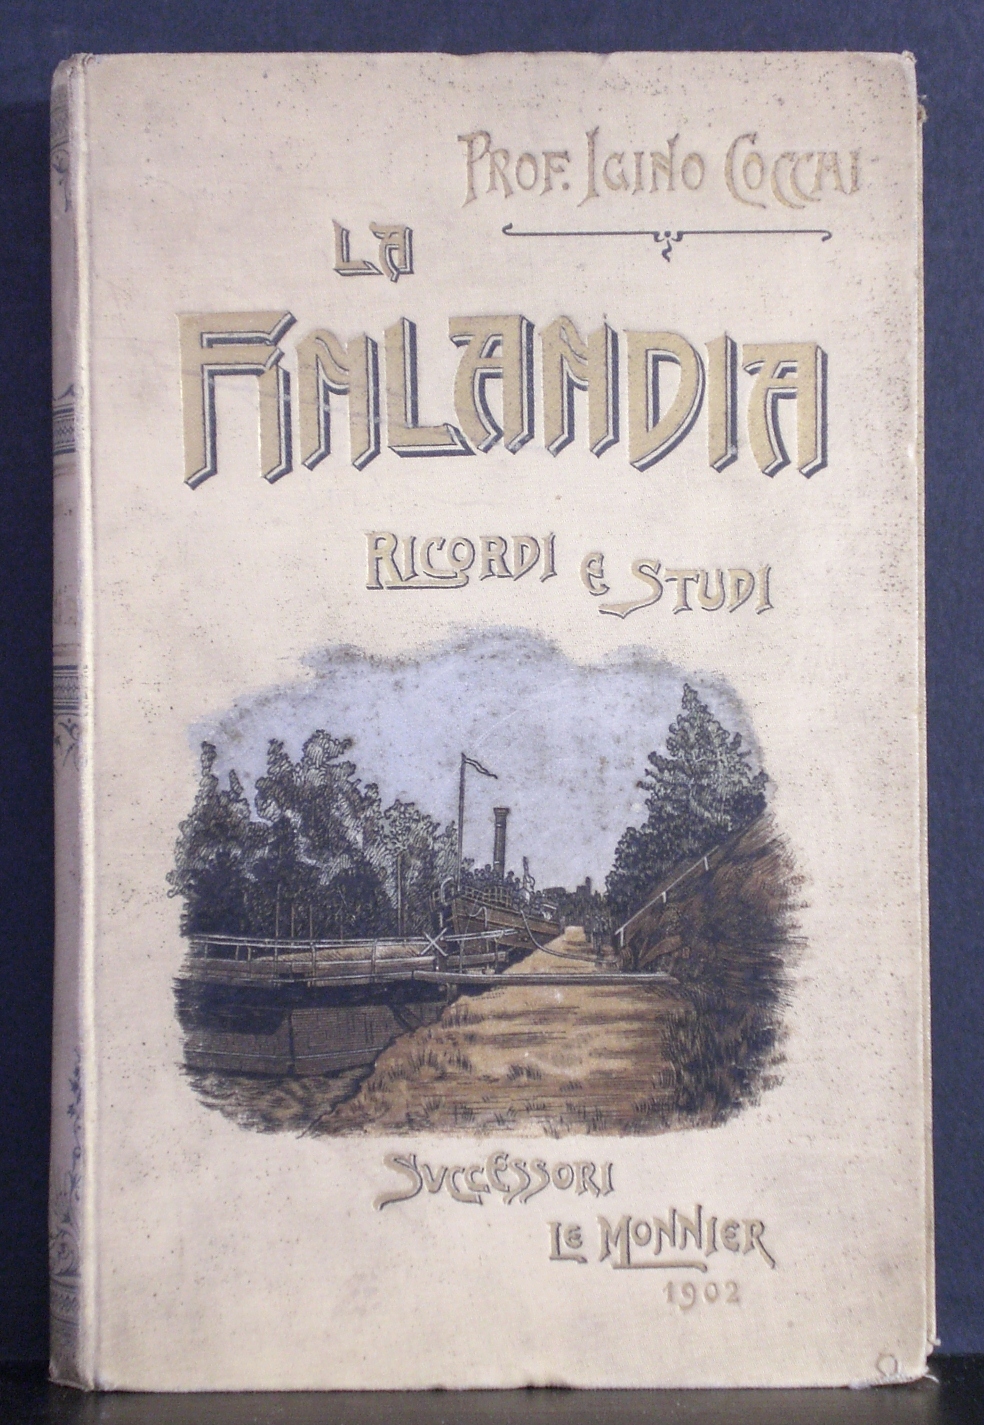 PROF. IGINO COCCHI
LA
FINLANDIA
RICORDI E STUDI
SUCCESSORI
LE MONNIER
1902